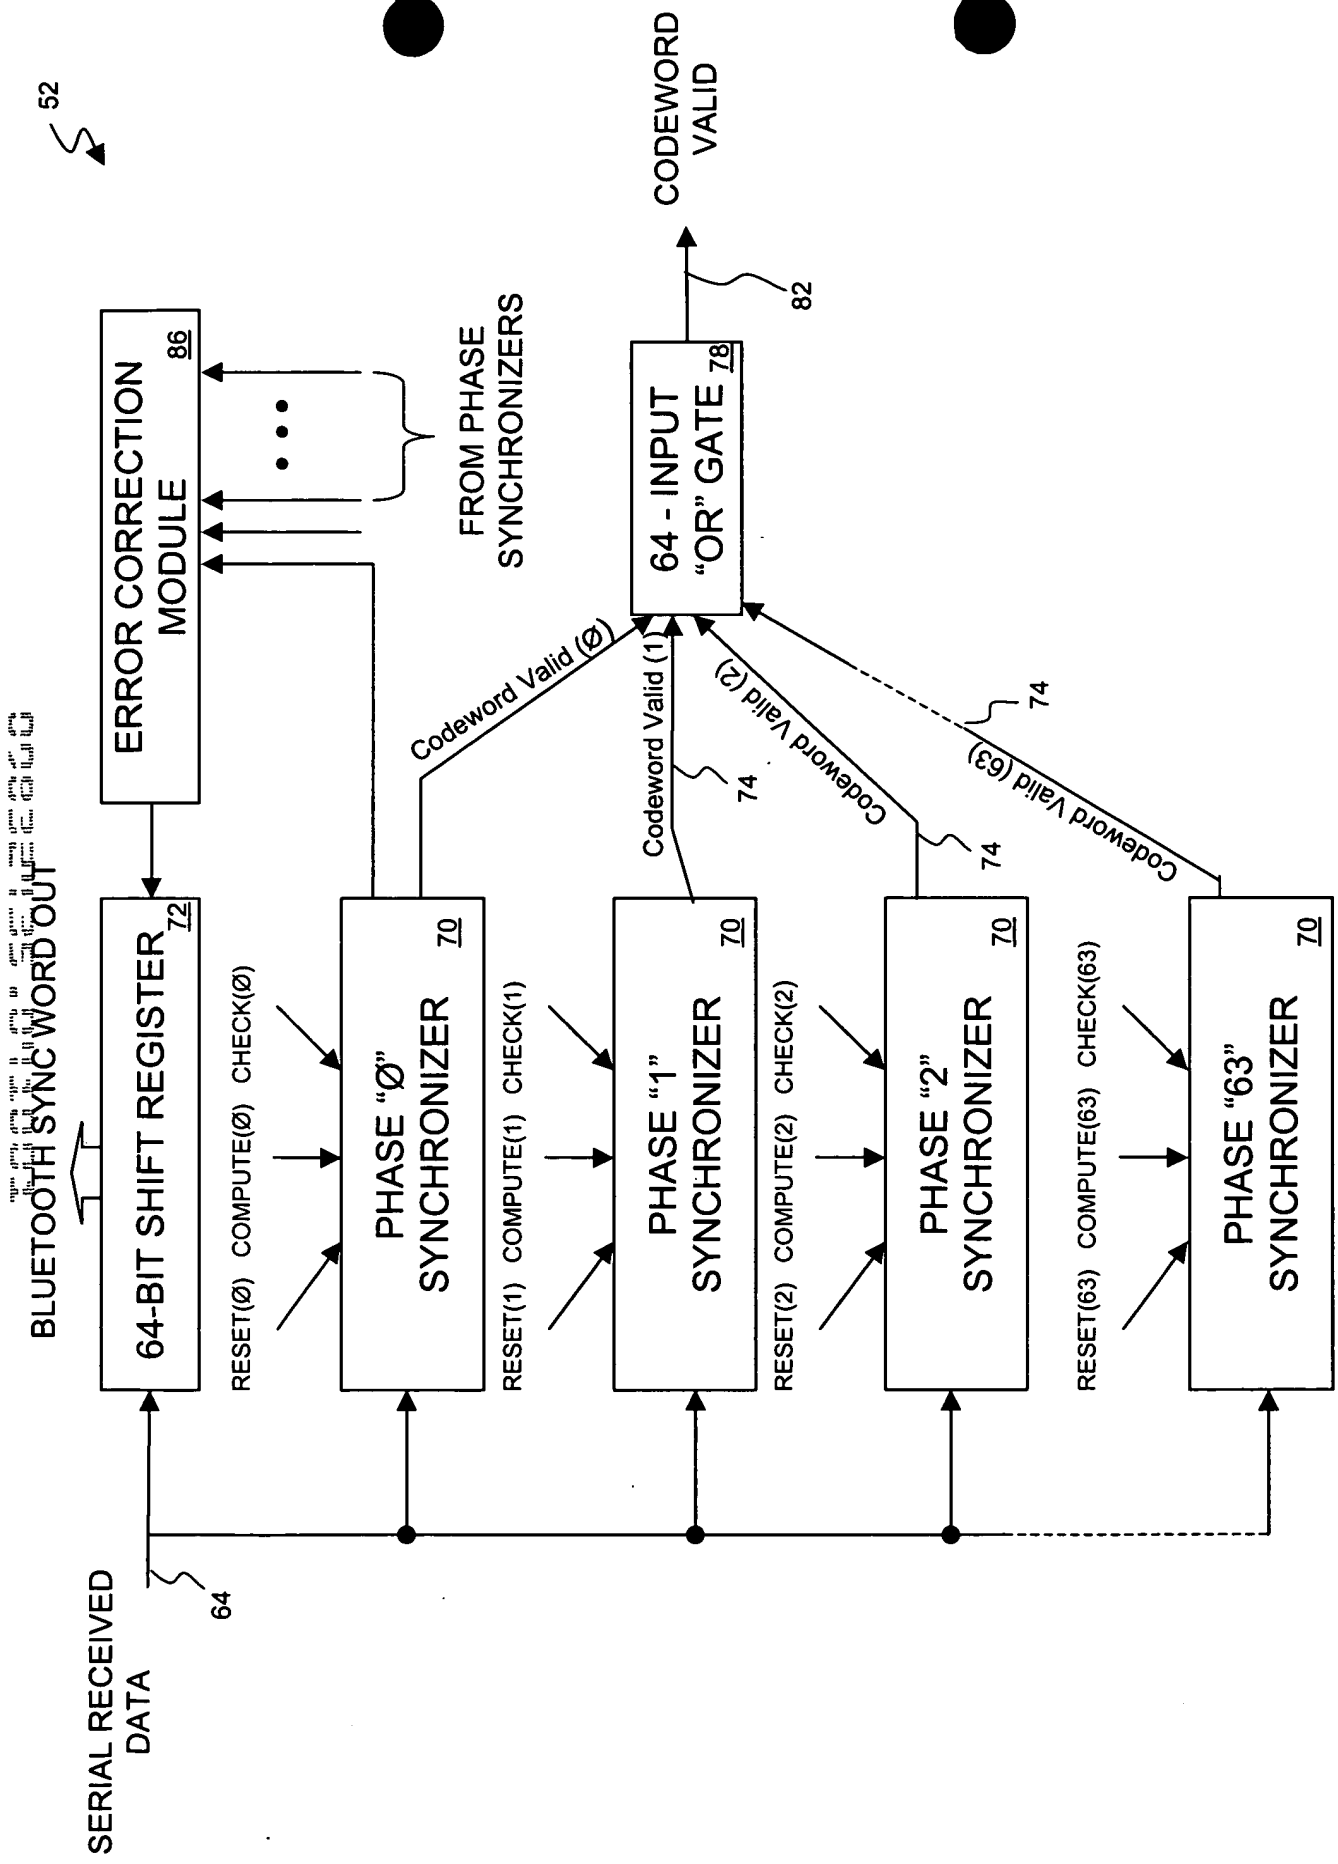 52
BLUETOOTH SYNC WORD OUT
SERIAL RECEIVED
DATA
64
64-BIT SHIFT REGISTER
72
ERROR CORRECTION
MODULE
86
FROM PHASE
SYNCHRONIZERS
RESET(Ø) COMPUTE(Ø) CHECK(Ø)
PHASE “Ø”
SYNCHRONIZER
70
Codeword Valid (Ø)
RESET(1) COMPUTE(1) CHECK(1)
PHASE “1”
SYNCHRONIZER
70
Codeword Valid (1)
74
RESET(2) COMPUTE(2) CHECK(2)
PHASE “2”
SYNCHRONIZER
70
Codeword Valid (2)
74
RESET(63) COMPUTE(63) CHECK(63)
PHASE “63”
SYNCHRONIZER
70
Codeword Valid (63)
74
64 - INPUT
“OR” GATE
78
82
CODEWORD
VALID